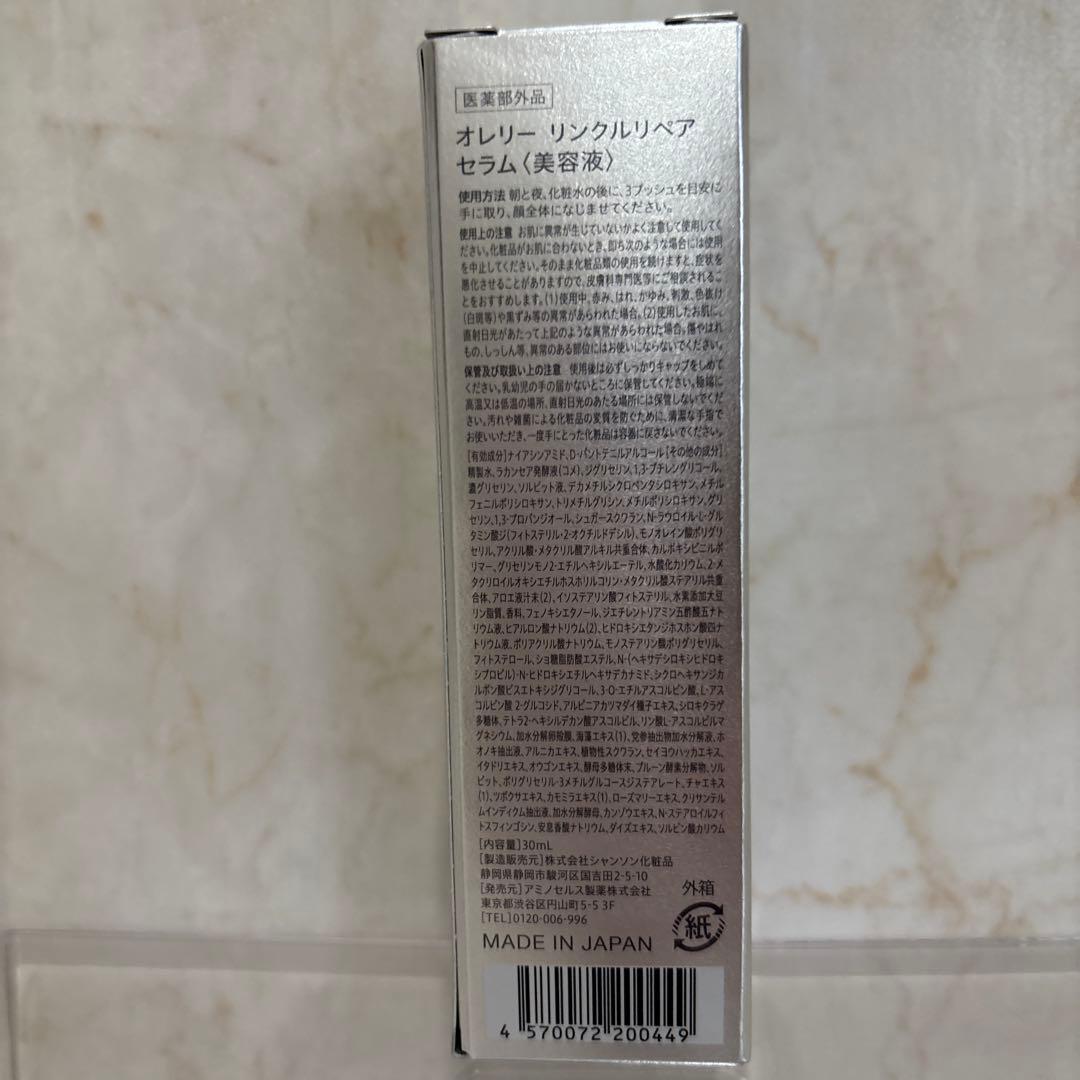 医薬部外品
オレリー リンクルリペア
セラム〈美容液〉
使用方法 朝と夜、化粧水の後に、3プッシュを目安に
手に取り、顔全体になじませてください。
使用上の注意 お肌に異常が生じていないかよく注意して使用してく
ださい。化粧品がお肌に合わないとき、即ち次のような場合には使用
を中止してください。そのまま化粧品類の使用を続けますと、症状を
悪化させることがありますので、皮膚科専門医等にご相談されるこ
とをおすすめします。(1)使用中、赤み、はれ、かゆみ、刺激、色抜け
(白斑等)や黒ずみ等の異常があらわれた場合。(2)使用したお肌に、
直射日光があたって上記のような異常があらわれた場合。傷やはれ
もの、しっしん等、異常のある部位にはお使いにならないでください。
保管及び取扱い上の注意 使用後は必ずしっかりキャップをしめて
ください。乳幼児の手の届かないところに保管してください。極端に
高温又は低温の場所、直射日光のあたる場所には保管しないでくだ
さい。汚れや雑菌による化粧品の変質を防ぐために、清潔な手指で
お使いいただき、一度手にとった化粧品は容器に戻さないでください。
[有効成分]ナイアシンアミド、D-パントテニルアルコール[その他の成分]
精製水、ラカンセア発酵液(コメ)、ジグリセリン、1,3-ブチレングリコール、
濃グリセリン、ソルビット液、デカメチルシクロペンタシロキサン、メチル
フェニルポリシロキサン、トリメチルグリシン、メチルポリシロキサン、グリ
セリン、1,3-プロパンジオール、シュガースクワラン、N-ラウロイル-L-グル
タミン酸ジ(フィトステリル・2-オクチルドデシル)、モノオレイン酸ポリグリ
セリル、アクリル酸・メタクリル酸アルキル共重合体、カルボキシビニルポ
リマー、グリセリンモノ2-エチルヘキシルエーテル、水酸化カリウム、2-メ
タクリロイルオキシエチルホスホリルコリン・メタクリル酸ステアリル共重
合体、アロエ液汁末(2)、イソステアリン酸フィトステリル、水素添加大豆
リン脂質、香料、フェノキシエタノール、ジエチレントリアミン五酢酸五ナト
リウム液、ヒアルロン酸ナトリウム(2)、ヒドロキシエタンジホスホン酸四ナ
トリウム液、ポリアクリル酸ナトリウム、モノステアリン酸ポリグリセリル、
フィトステロール、ショ糖脂肪酸エステル、N-(ヘキサデシロキシヒドロキ
シプロピル)-N-ヒドロキシエチルヘキサデカナミド、シクロヘキサンジカ
ルボン酸ビスエトキシジグリコール、3-O-エチルアスコルビン酸、L-アス
コルビン酸 2-グルコシド、アルピニアカツマダイ種子エキス、シロキクラゲ
多糖体、テトラ2-ヘキシルデカン酸アスコルビル、リン酸L-アスコルビルマ
グネシウム、加水分解卵殻膜、海藻エキス(1)、党参抽出物加水分解液、ホ
オノキ抽出液、アルニカエキス、植物性スクワラン、セイヨウハッカエキス、
イタドリエキス、オウゴンエキス、酵母多糖体末、プルーン酵素分解物、ソル
ビット、ポリグリセリル-3メチルグルコースジステアレート、チャエキス
(1)、ツボクサエキス、カモミラエキス(1)、ローズマリーエキス、クリサンテル
ムインディクム抽出液、加水分解酵母、カンゾウエキス、N-ステアロイルフィ
トスフィンゴシン、安息香酸ナトリウム、ダイズエキス、ソルビン酸カリウム
[内容量]30mL
[製造販売元]株式会社シャンソン化粧品
静岡県静岡市駿河区国吉田2-5-10
[発売元]アミノセルス製薬株式会社
東京都渋谷区円山町5-5 3F
[TEL]0120-006-996
外箱
紙
MADE IN JAPAN
4 570072 200449